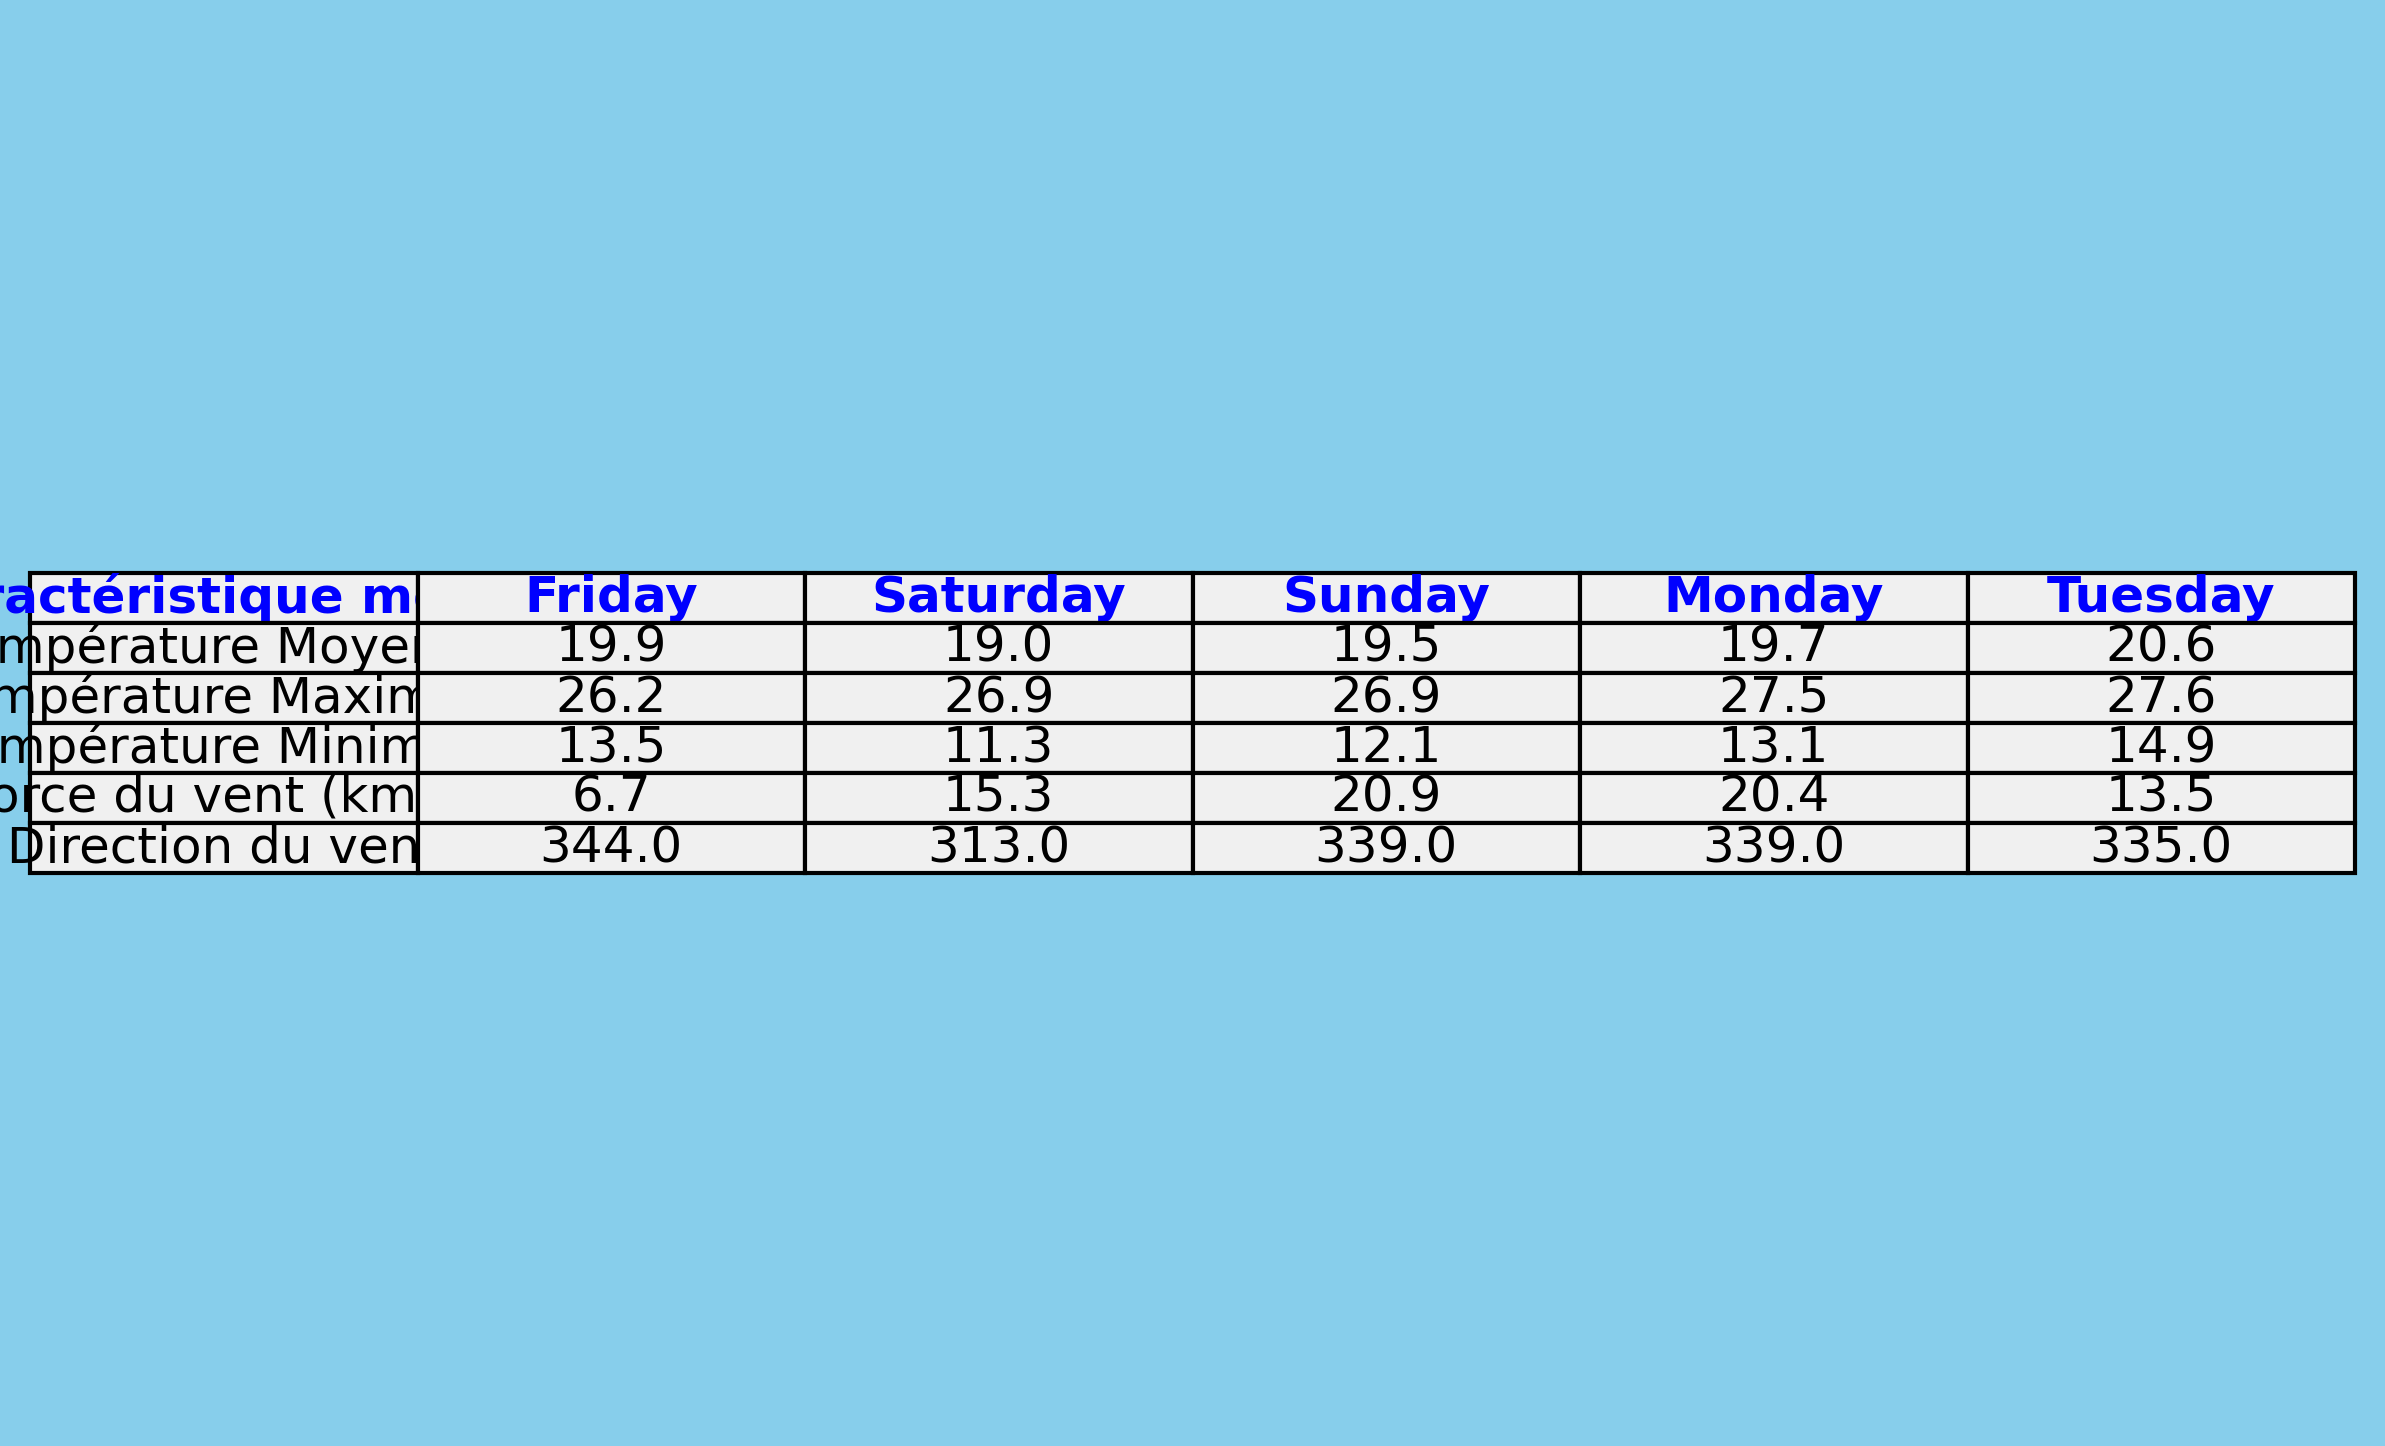 ractéristique mé Friday Saturday Sunday Monday Tuesday
mpérature Moyen 19.9 19.0 19.5 19.7 20.6
mpérature Maxim 26.2 26.9 26.9 27.5 27.6
mpérature Minim 13.5 11.3 12.1 13.1 14.9
orce du vent (km 6.7 15.3 20.9 20.4 13.5
Direction du ven 344.0 313.0 339.0 339.0 335.0